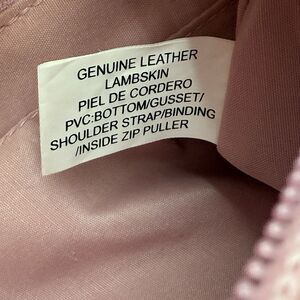 GENUINE LEATHER
LAMBSKIN
PIEL DE CORDERO
PVC:BOTTOM/GUSSET/
SHOULDER STRAP/BINDING
/INSIDE ZIP PULLER